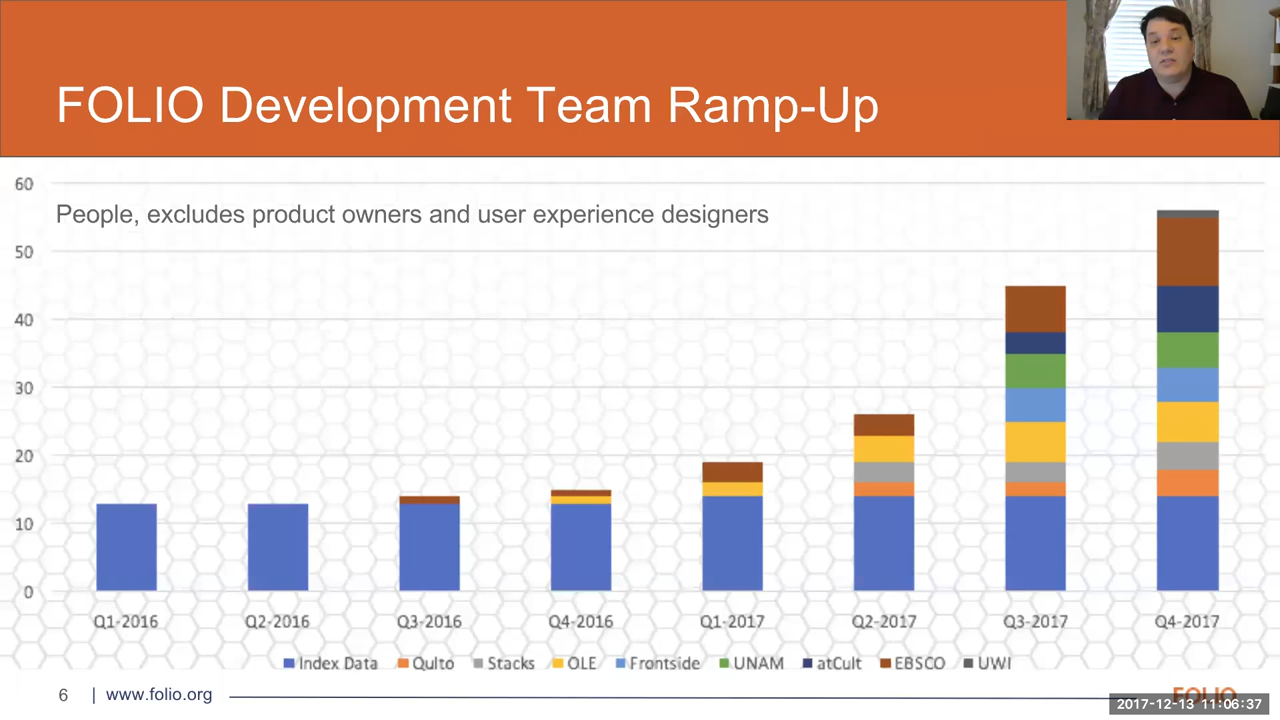 FOLIO Development Team Ramp-Up
60
People, excludes product owners and user experience designers
50
40
30
20
10
0
Q1-2016 Q2-2016 Q3-2016 Q4-2016 Q1-2017 Q2-2017 Q3-2017 Q4-2017
Index Data Qulto Stacks OLE Frontside UNAM atCult EBSCO UWI
6 | www.folio.org
FOLIO
2017-12-13 11:06:37